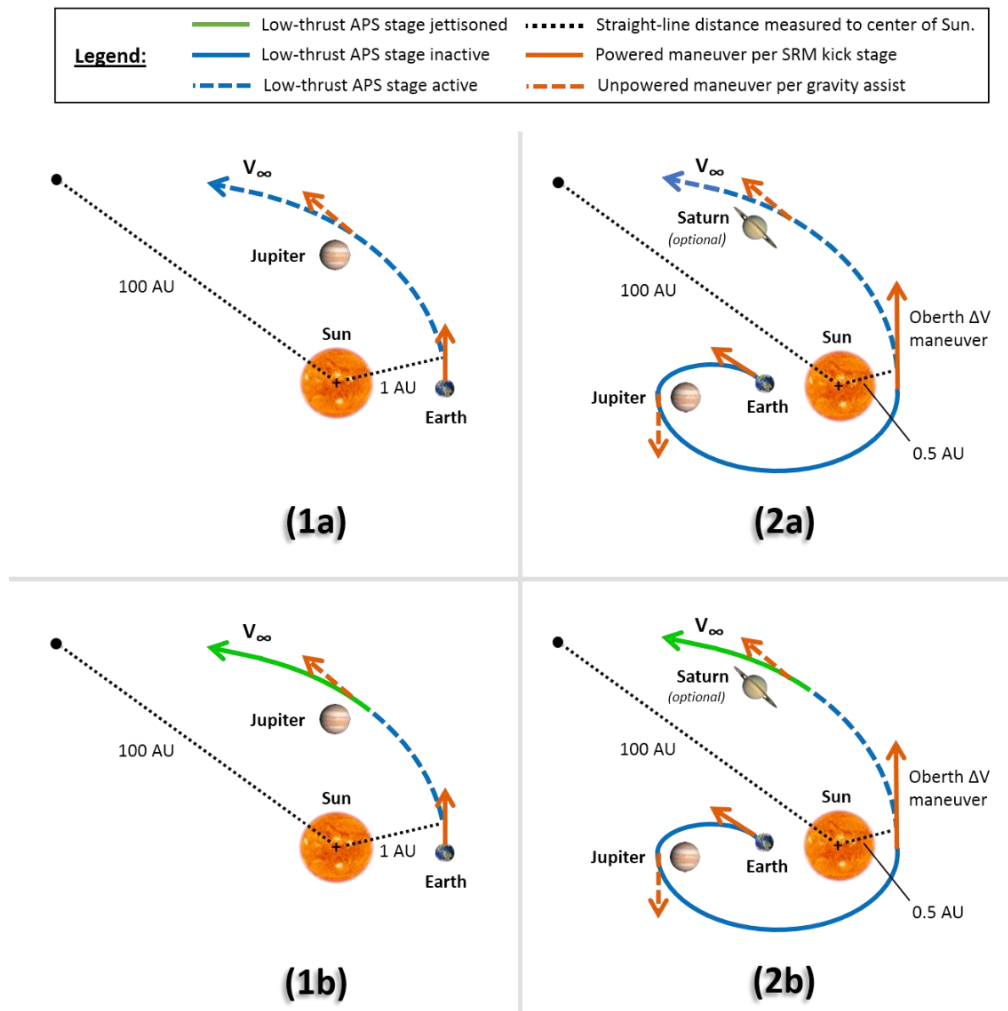 Legend:
Low-thrust APS stage jettisoned
Straight-line distance measured to center of Sun.
Low-thrust APS stage inactive
Powered maneuver per SRM kick stage
Low-thrust APS stage active
Unpowered maneuver per gravity assist
V∞
Jupiter
100 AU
Sun
1 AU
Earth
(1a)
V∞
Saturn
(optional)
100 AU
Oberth ΔV
maneuver
Sun
Jupiter
Earth
0.5 AU
(2a)
V∞
Jupiter
100 AU
Sun
1 AU
Earth
(1b)
V∞
Saturn
(optional)
100 AU
Oberth ΔV
maneuver
Sun
Jupiter
Earth
0.5 AU
(2b)